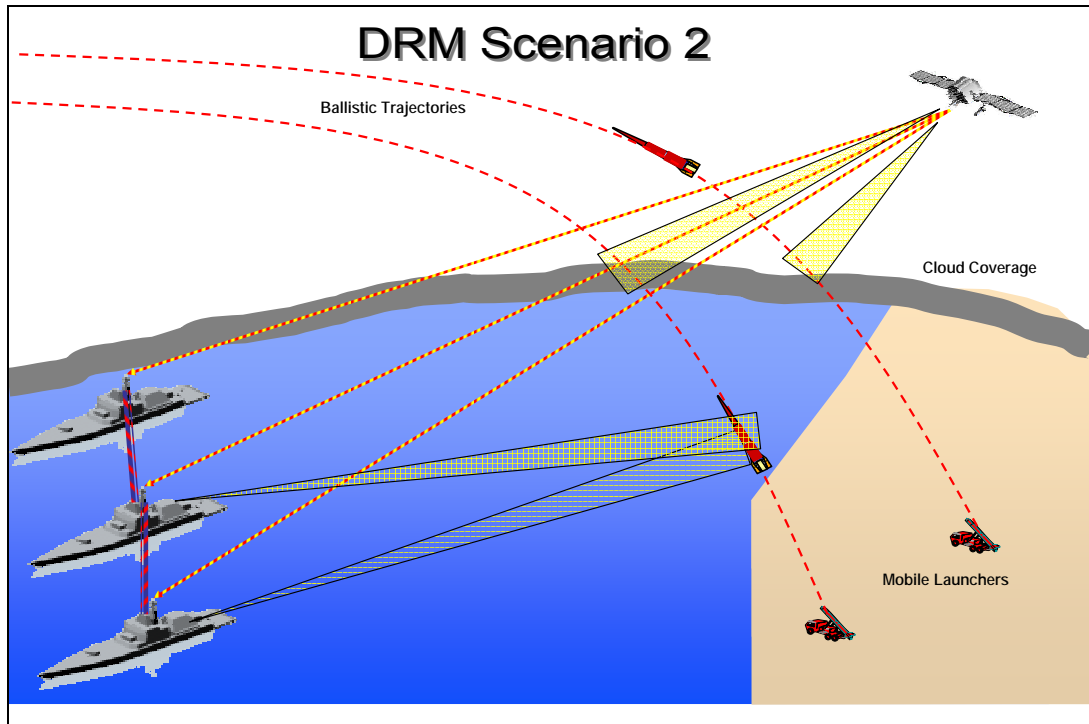 DRM Scenario 2
Ballistic Trajectories
Cloud Coverage
Mobile Launchers